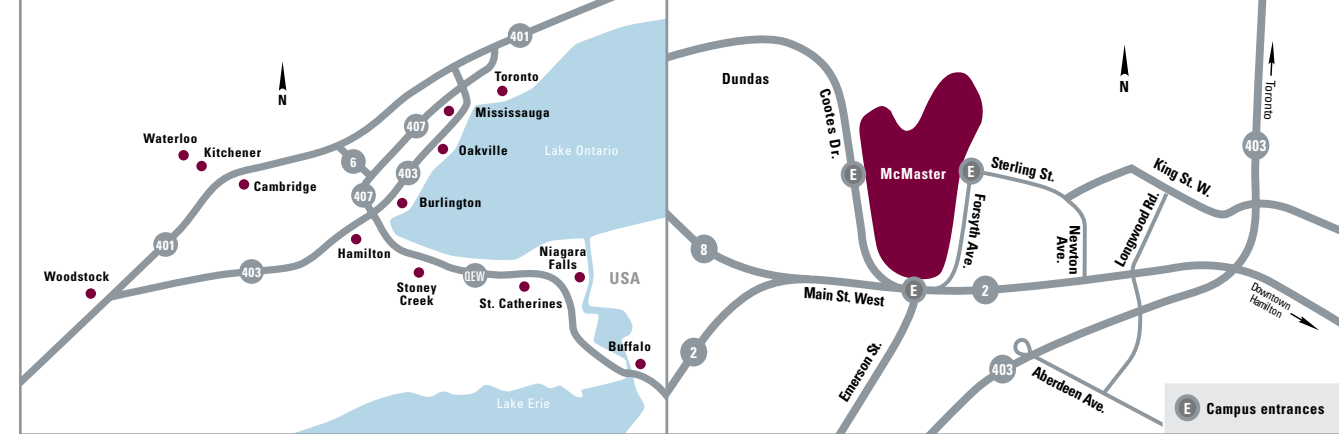 401
N
Toronto
Mississauga
407
Waterloo
Kitchener
6
Oakville
Lake Ontario
403
Cambridge
407
Burlington
401
Hamilton
Niagara
Falls
USA
403
QEW
Woodstock
Stoney
Creek
St. Catherines
Buffalo
Lake Erie
Dundas
Cootes Dr.
N
Toronto
403
E
McMaster
E
Sterling St.
King St. W.
Forsyth Ave.
Longwood Rd.
Newton
Ave.
8
Main St. West
E
2
Downtown
Hamilton
2
Emerson St.
403
Aberdeen Ave.
E Campus entrances